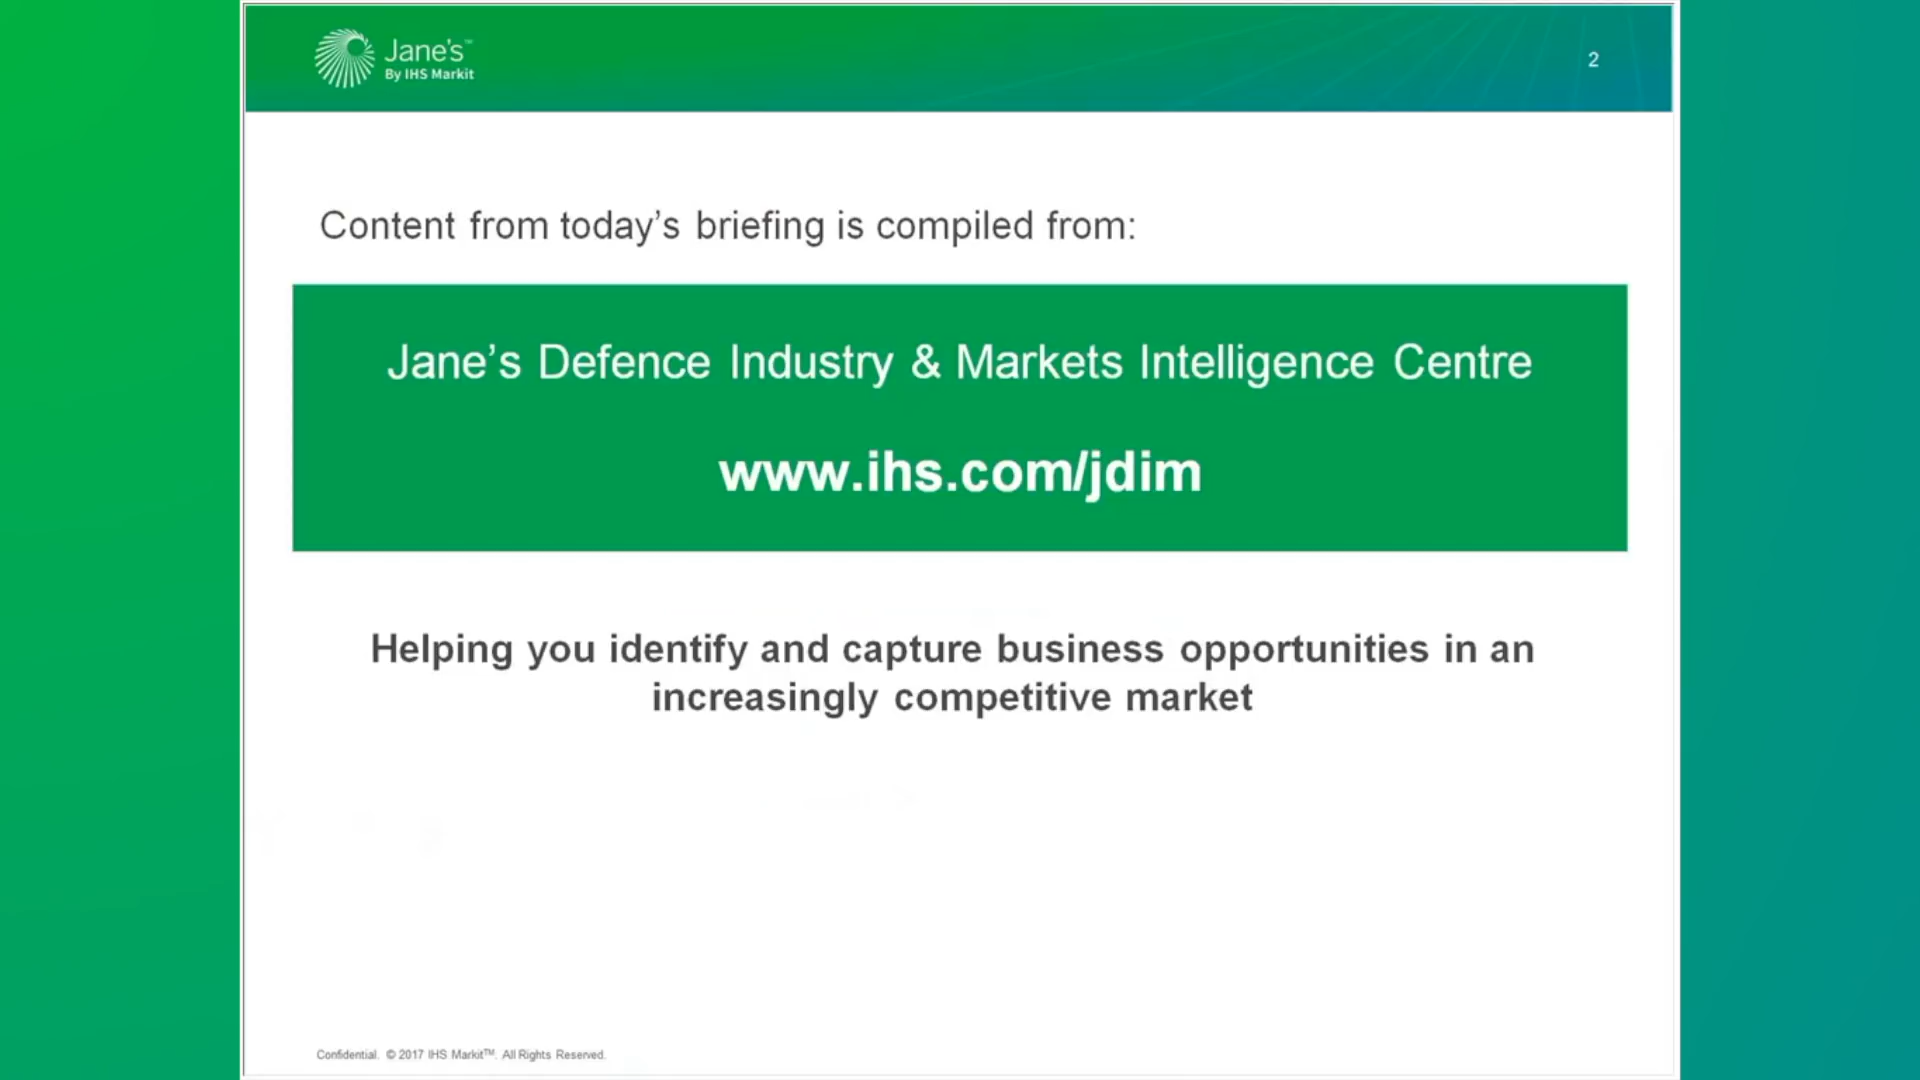 Jane's™
By IHS Markit
2
Content from today’s briefing is compiled from:
Jane’s Defence Industry & Markets Intelligence Centre
www.ihs.com/jdim
Helping you identify and capture business opportunities in an
increasingly competitive market
Confidential. © 2017 IHS Markit™. All Rights Reserved.